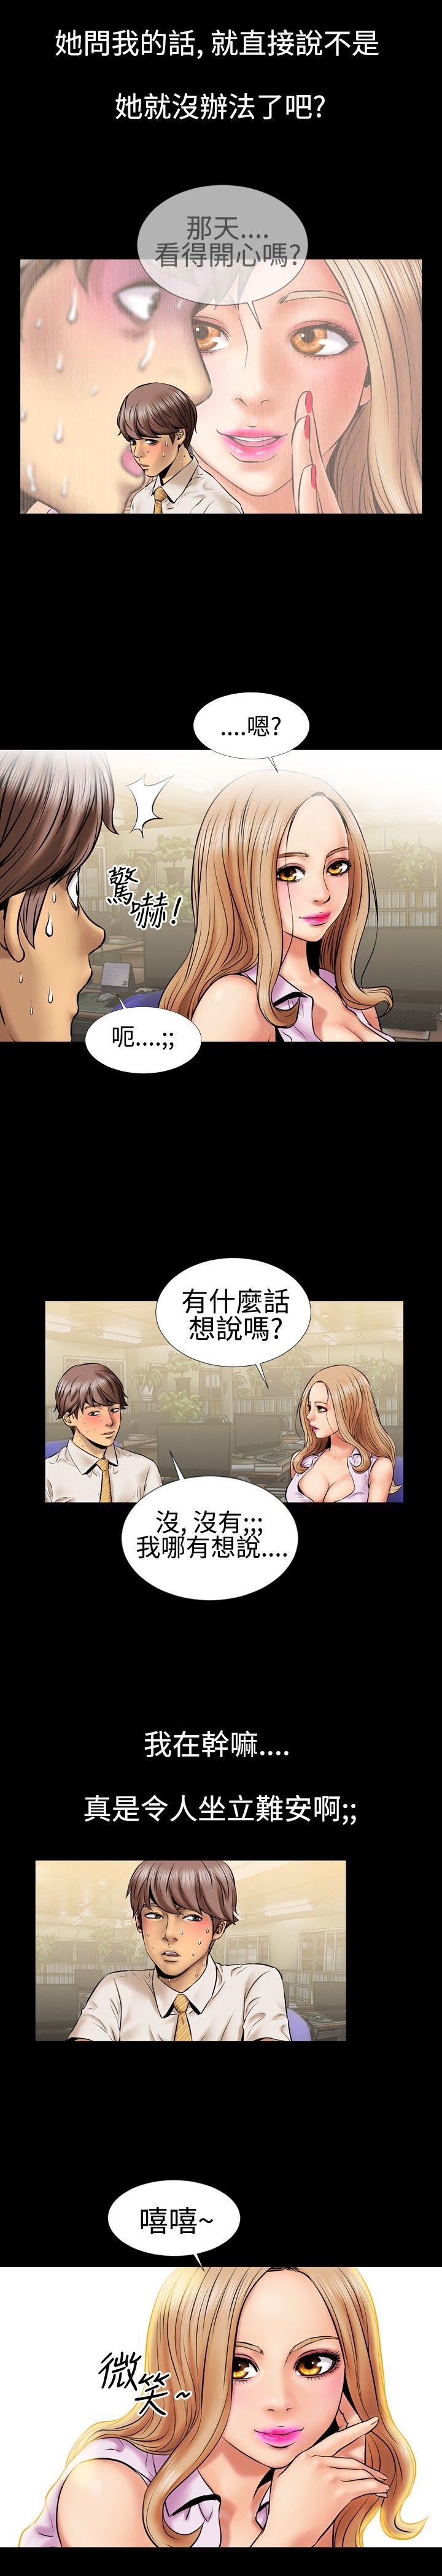 她問我的話, 就直接說不是
她就沒辦法了吧?
那天....
看得開心嗎?
....嗯?
驚
嚇!
呃....;;
有什麼話
想說嗎?
沒, 沒有;;;
我哪有想說....
我在幹嘛....
真是令人坐立難安啊;;
嘻嘻~
微
笑~